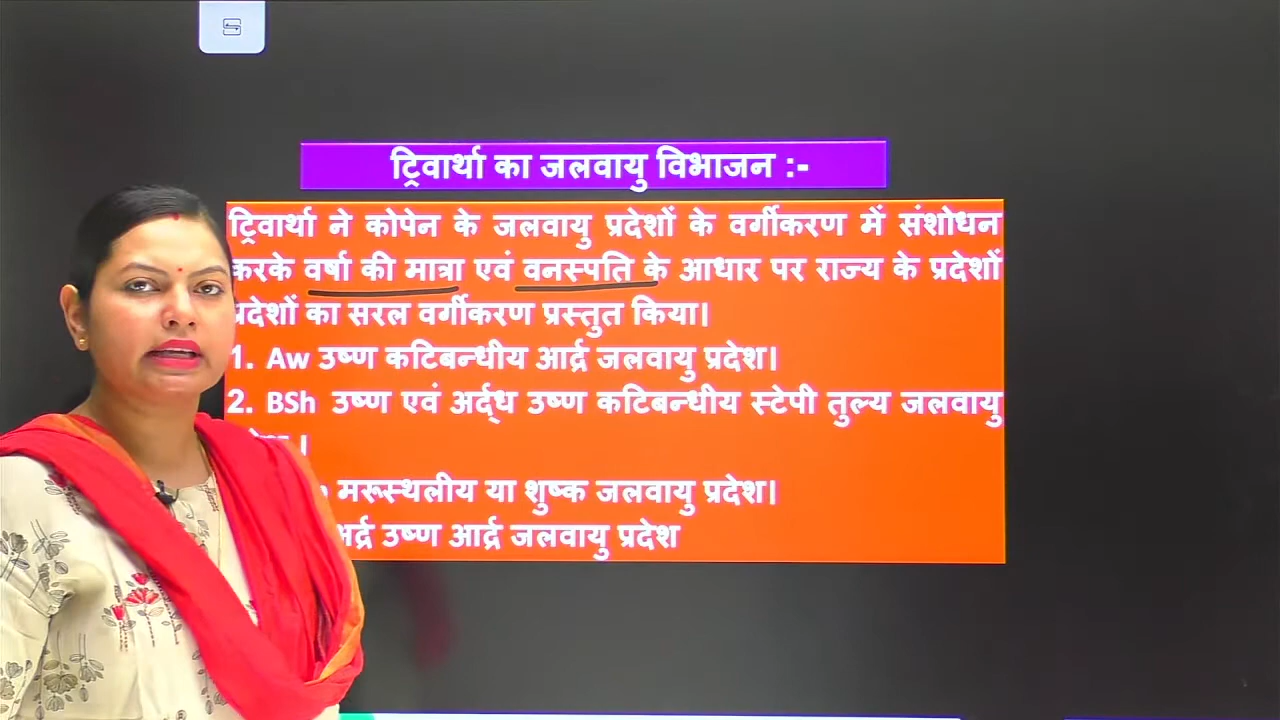 ट्रिवार्था का जलवायु विभाजन :-
ट्रिवार्था ने कोपेन के जलवायु प्रदेशों के वर्गीकरण में संशोधन
करके वर्षा की मात्रा एवं वनस्पति के आधार पर राज्य के प्रदेशों
प्रदेशों का सरल वर्गीकरण प्रस्तुत किया।
1. Aw उष्ण कटिबन्धीय आर्द्र जलवायु प्रदेश।
2. BSh उष्ण एवं अर्द्ध उष्ण कटिबन्धीय स्टेपी तुल्य जलवायु
।
मरूस्थलीय या शुष्क जलवायु प्रदेश।
उष्ण आर्द्र जलवायु प्रदेश